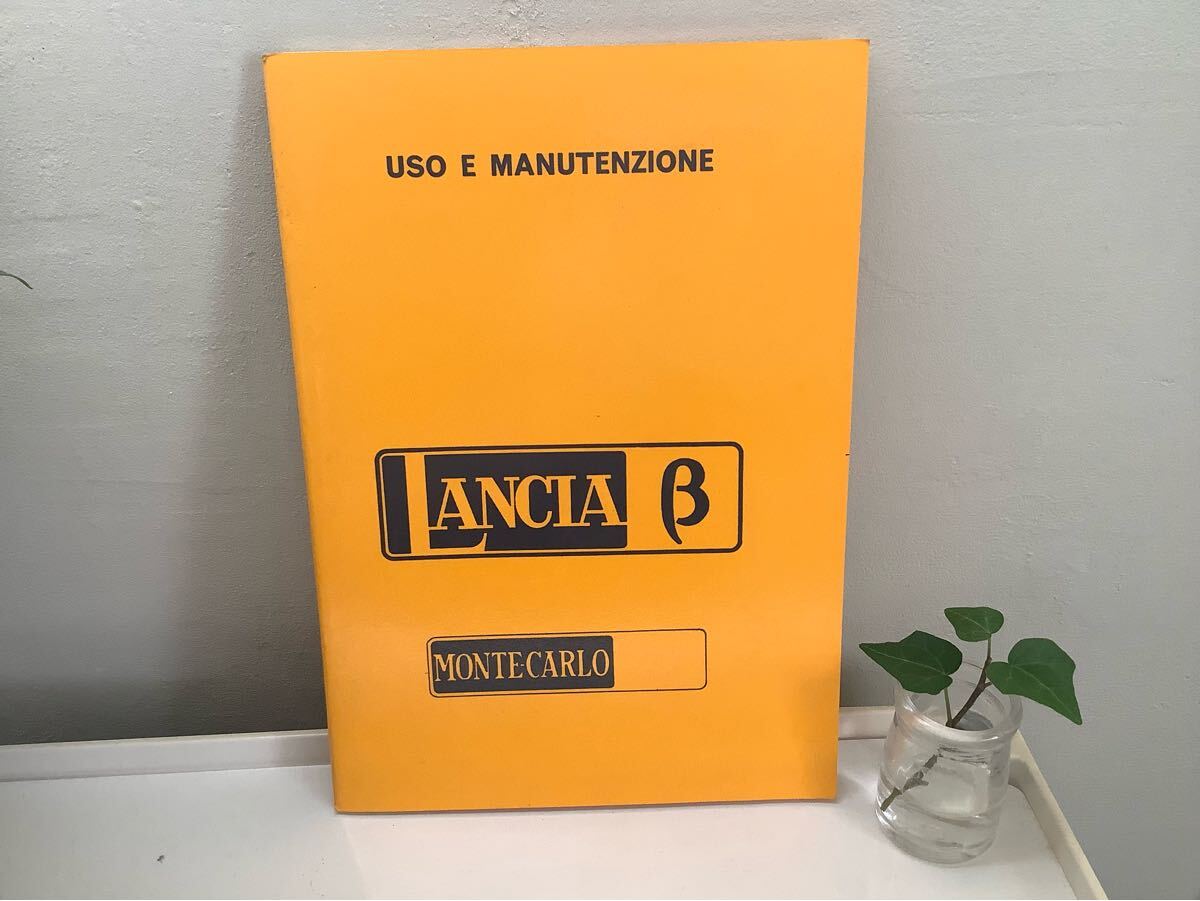 USO E MANUTENZIONE
LANCIA β
MONTE-CARLO